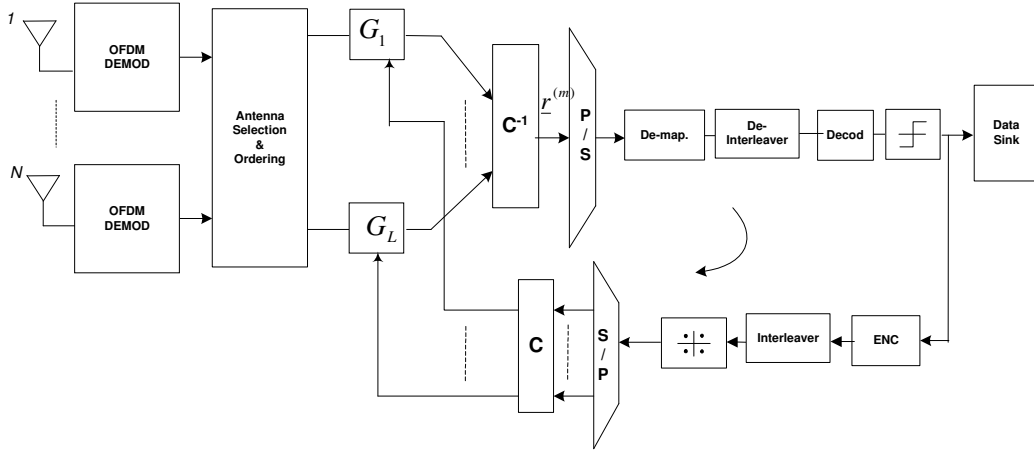 1
OFDM
DEMOD
N
OFDM
DEMOD
Antenna
Selection
&
Ordering
G₁
G_L
C⁻¹
r⁽ᵐ⁾
P
/
S
De-map.
De-
Interleaver
Decod
Data
Sink
C
S
/
P
Interleaver
ENC